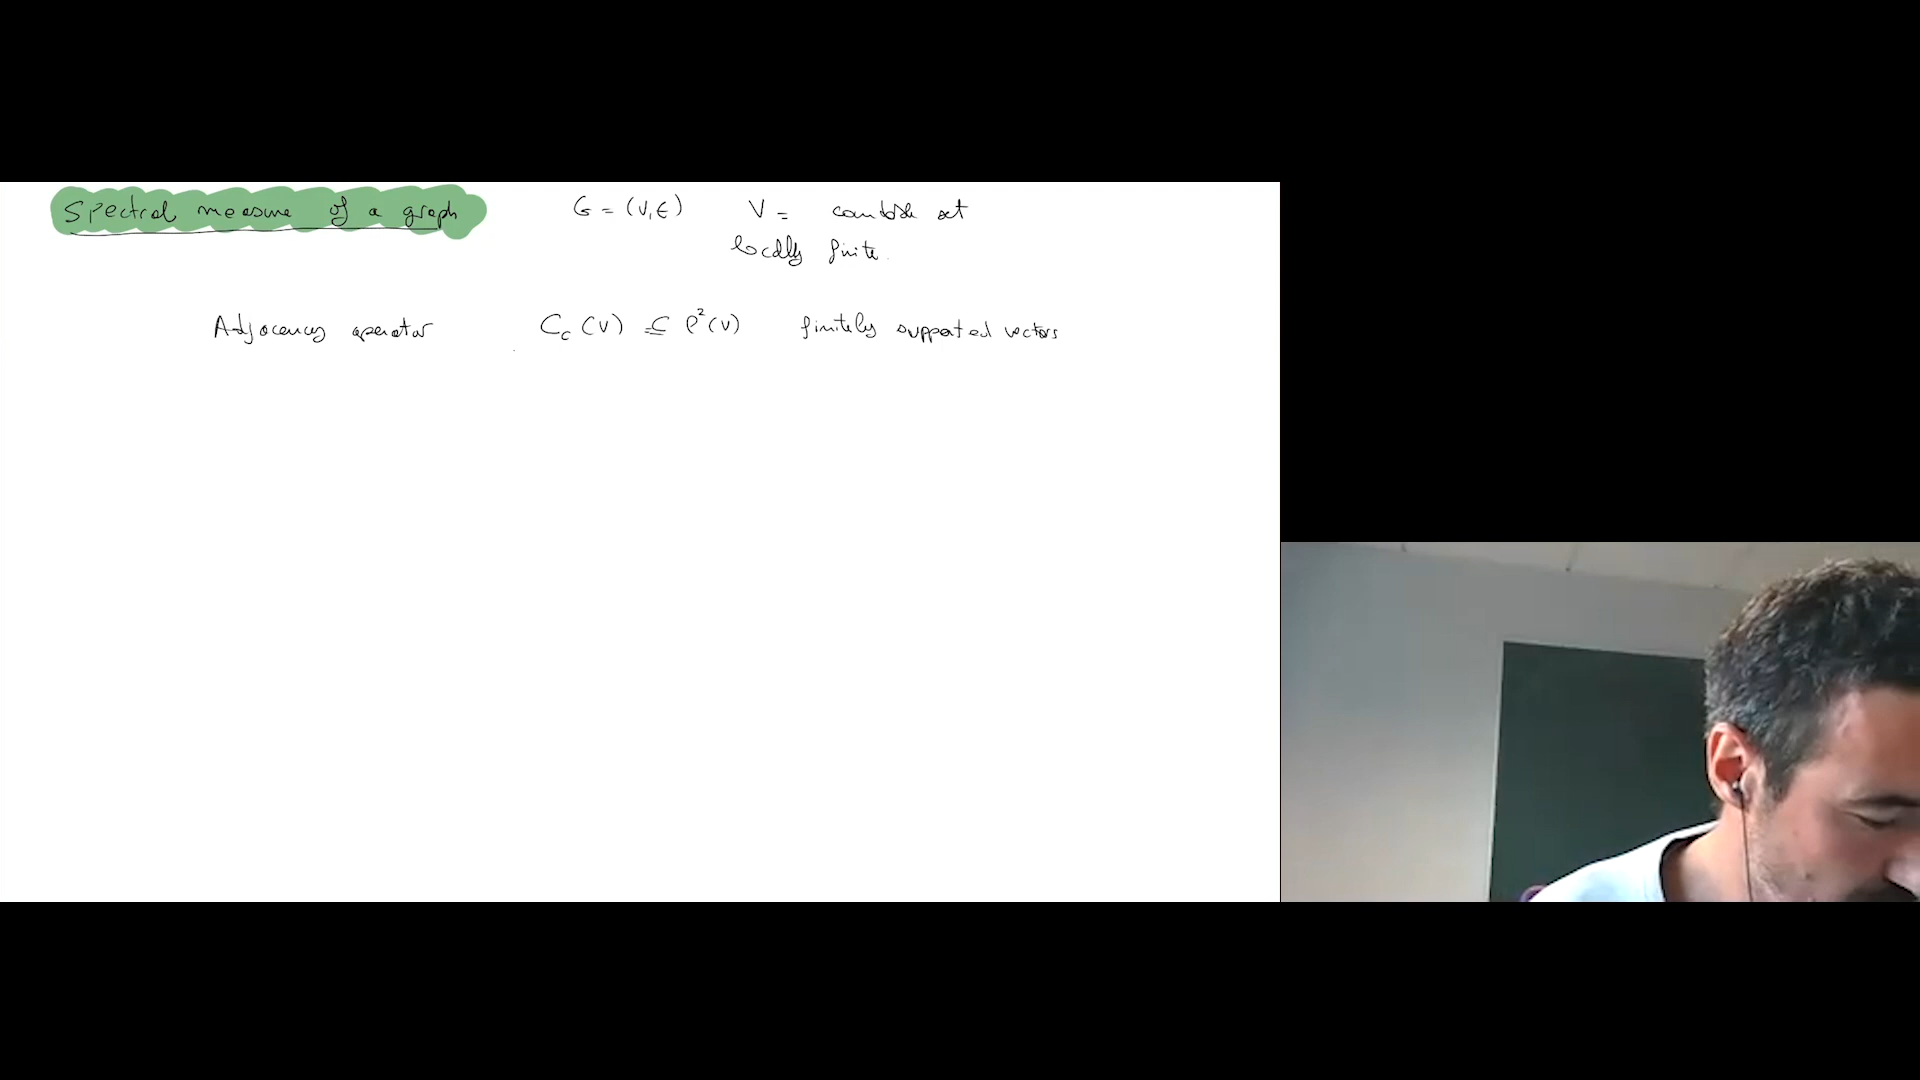 Spectral measure of a graph G = (V, E) V = countable set
locally finite.
Adjacency operator C_c(V) ⊆ ℓ²(V) finitely supported vectors